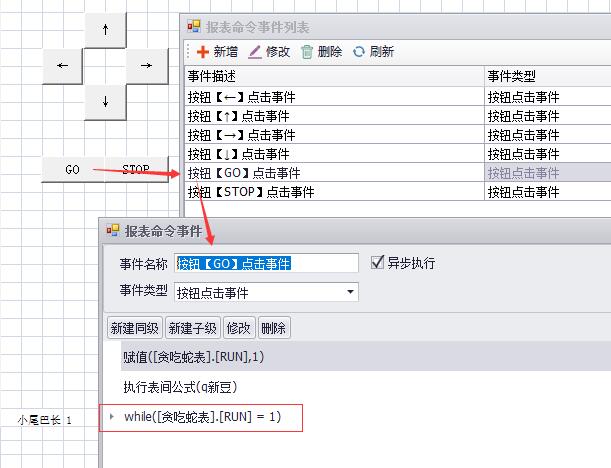 ↑
← →
↓
GO STOP
小尾巴长 1
报表命令事件列表
新增 修改 删除 刷新
事件描述 事件类型
按钮【←】点击事件 按钮点击事件
按钮【↑】点击事件 按钮点击事件
按钮【→】点击事件 按钮点击事件
按钮【↓】点击事件 按钮点击事件
按钮【GO】点击事件 按钮点击事件
按钮【STOP】点击事件 按钮点击事件
报表命令事件
事件名称 按钮【GO】点击事件 异步执行
事件类型 按钮点击事件
新建同级 新建子级 修改 删除
赋值([贪吃蛇表].[RUN],1)
执行表间公式(q新豆)
while([贪吃蛇表].[RUN] = 1)